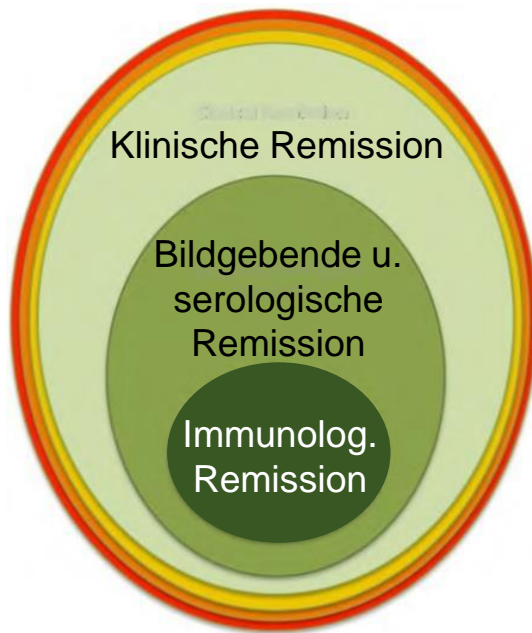 Klinische Remission
Bildgebende u.
serologische
Remission
Immunolog.
Remission